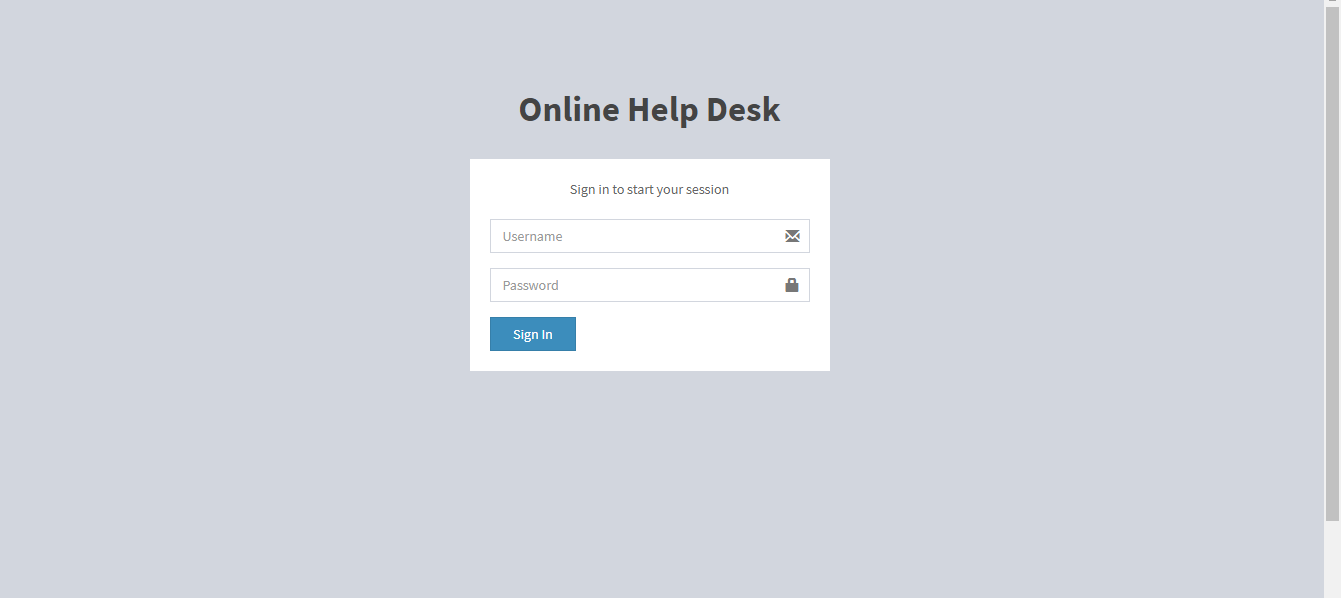 Online Help Desk
Sign in to start your session
Username
Password
Sign In